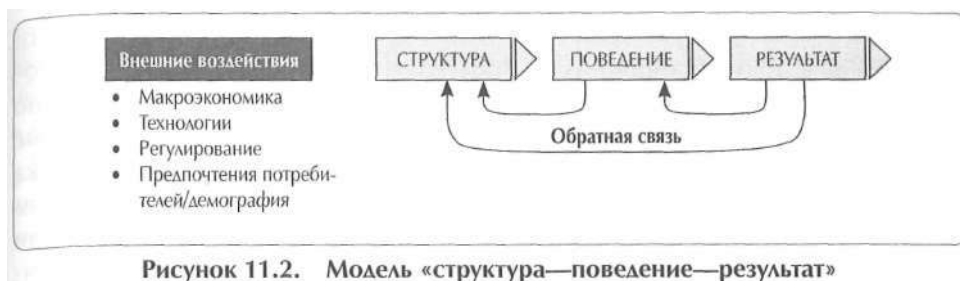 Внешние воздействия
• Макроэкономика
• Технологии
• Регулирование
• Предпочтения потреби-
телей/демография
СТРУКТУРА
ПОВЕДЕНИЕ
РЕЗУЛЬТАТ
Обратная связь
Рисунок 11.2. Модель «структура—поведение—результат»